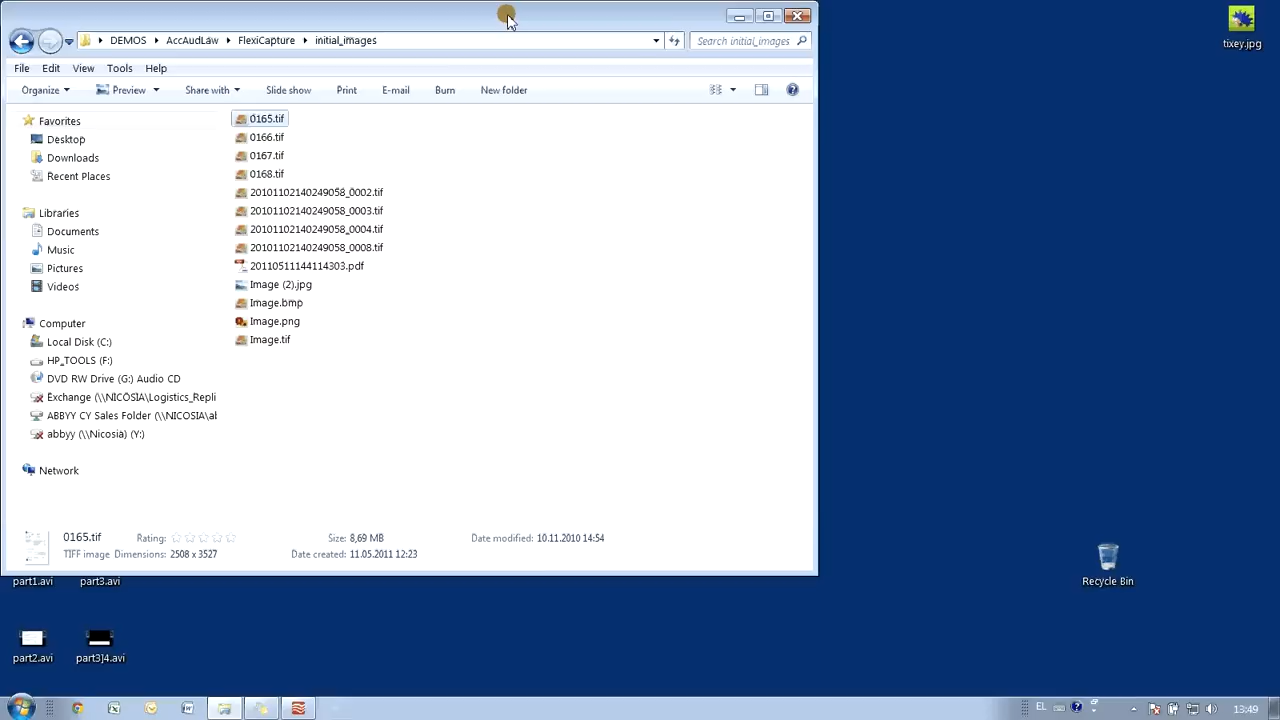 DEMOS AccAudLaw FlexiCapture initial_images
Search initial_images
File Edit View Tools Help
Organize Preview Share with Slide show Print E-mail Burn New folder
Favorites
Desktop
Downloads
Recent Places
Libraries
Documents
Music
Pictures
Videos
Computer
Local Disk (C:)
HP_TOOLS (F:)
DVD RW Drive (G:) Audio CD
Exchange (\\NICOSIA\Logistics_Repli
ABBYY CY Sales Folder (\\NICOSIA\ab
abbyy (\\Nicosia) (Y:)
Network
0165.tif
0166.tif
0167.tif
0168.tif
20101102140249058_0002.tif
20101102140249058_0003.tif
20101102140249058_0004.tif
20101102140249058_0008.tif
20110511144114303.pdf
Image (2).jpg
Image.bmp
Image.png
Image.tif
0165.tif Rating: Size: 8,69 MB Date modified: 10.11.2010 14:54
TIFF image Dimensions: 2508 x 3527 Date created: 11.05.2011 12:23
tixey.jpg
Recycle Bin
part1.avi part3.avi
part2.avi part3J4.avi
EL 13:49